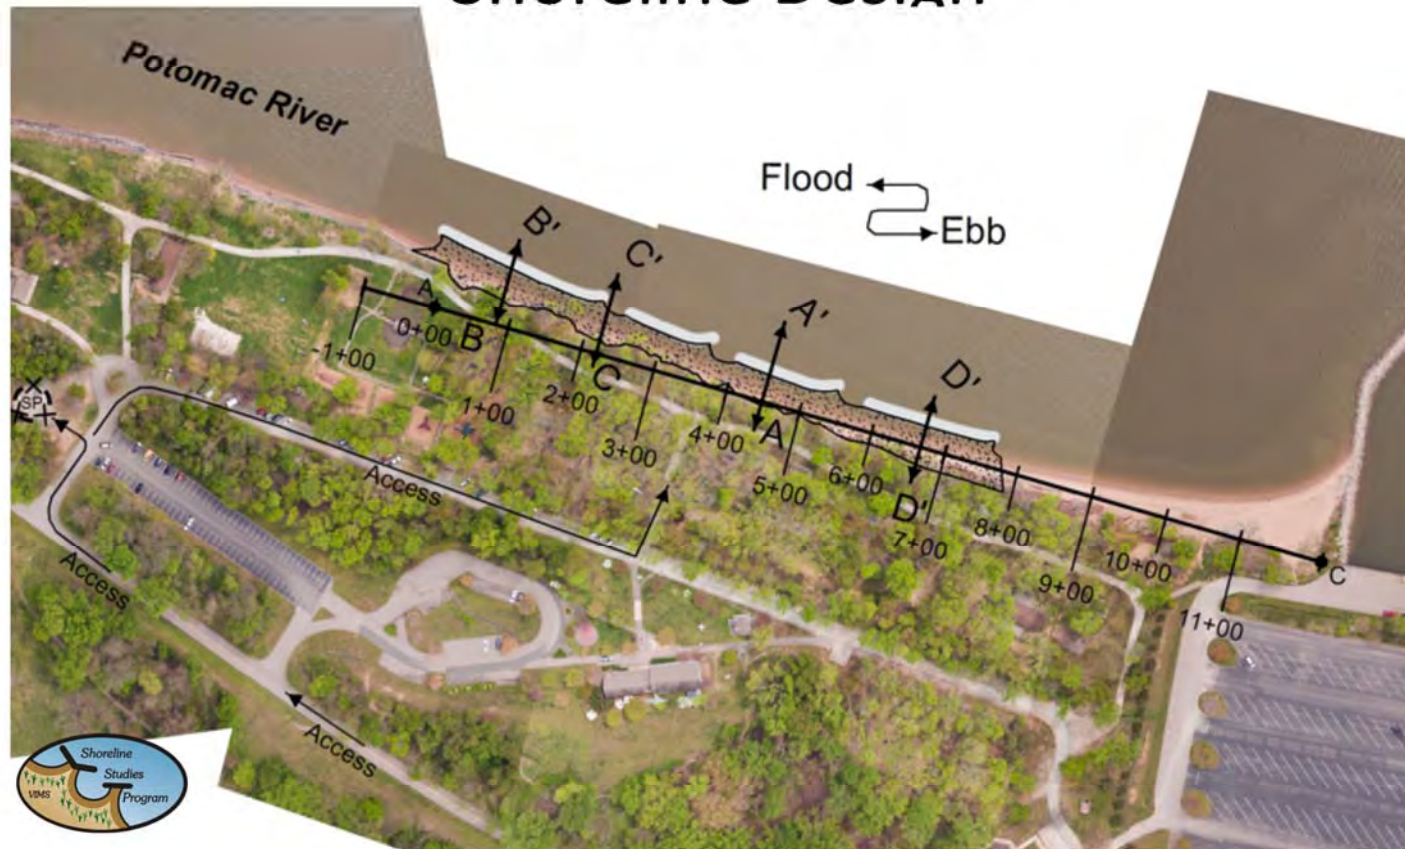 Shoreline Design
Potomac River
Flood
Ebb
B'
C'
A'
D'
A
0+00
B
-1+00
C
1+00
2+00
3+00
4+00
A
5+00
6+00
D'
7+00
8+00
9+00
10+00
11+00
C
SP
Access
Access
Access
Shoreline
Studies
Program
VIMS